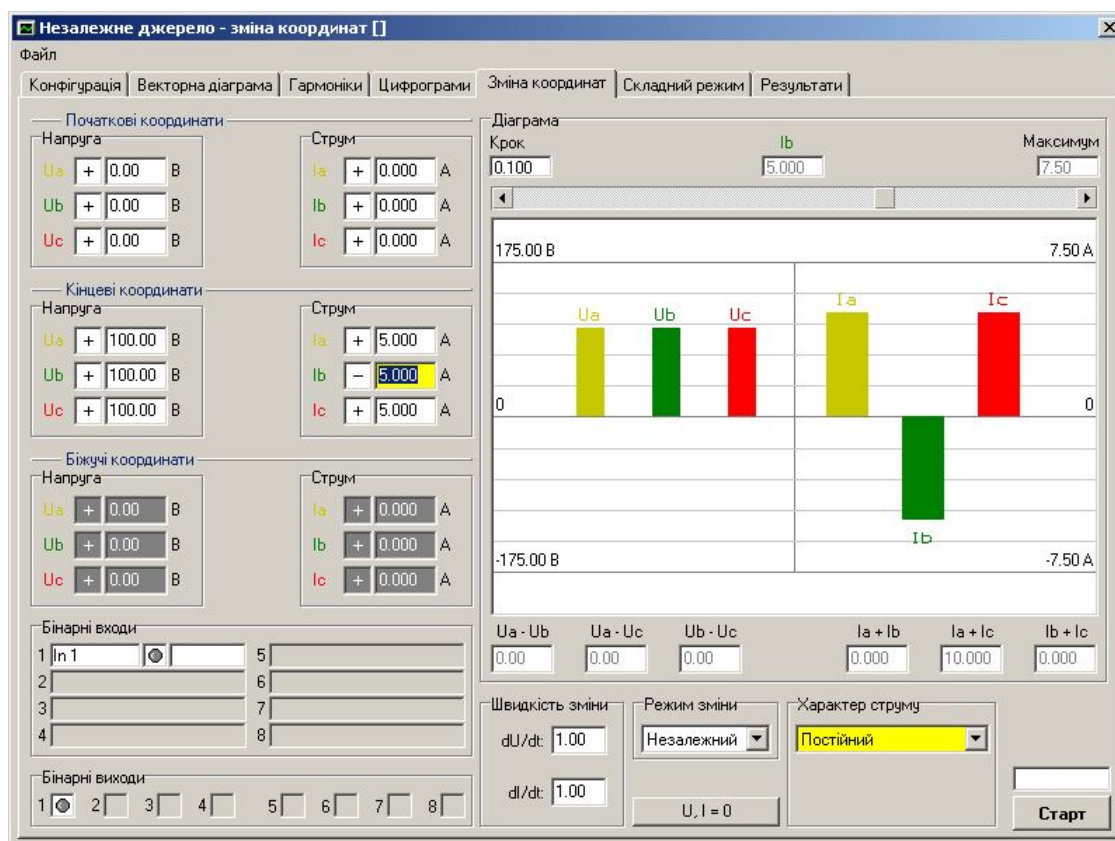 Незалежне джерело - зміна координат []
Файл
Конфігурація Векторна діаграма Гармоніки Цифрограми Зміна координат Складний режим Результати
Початкові координати
Напруга Струм
Ua + 0.00 В Ia + 0.000 А
Ub + 0.00 В Ib + 0.000 А
Uc + 0.00 В Ic + 0.000 А
Кінцеві координати
Напруга Струм
Ua + 100.00 В Ia + 5.000 А
Ub + 100.00 В Ib - 5.000 А
Uc + 100.00 В Ic + 5.000 А
Біжучі координати
Напруга Струм
Ua + 0.00 В Ia + 0.000 А
Ub + 0.00 В Ib + 0.000 А
Uc + 0.00 В Ic + 0.000 А
Бінарні входи
1 In 1 5
2 6
3 7
4 8
Бінарні виходи
1 2 3 4 5 6 7 8
Діаграма
Крок Ib Максимум
0.100 5.000 7.50
175.00 В 7.50 А
Ua Ub Uc Ia Ic
0 0
Ib
-175.00 В -7.50 А
Ua - Ub Ua - Uc Ub - Uc Ia + Ib Ia + Ic Ib + Ic
0.00 0.00 0.00 0.000 10.000 0.000
Швидкість зміни Режим зміни Характер струму
dU/dt: 1.00 Незалежний Постійний
dI/dt: 1.00 U, I = 0 Старт